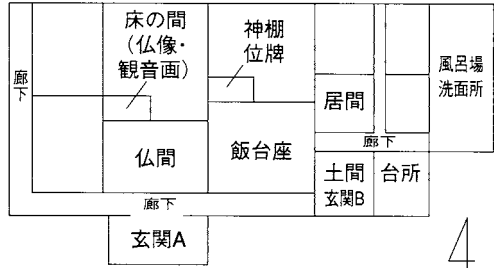 床の間
（仏像・
観音画）
神棚
位牌
廊下
居間
風呂場
洗面所
仏間
飯台座
廊下
土間
玄関B
台所
廊下
玄関A
4